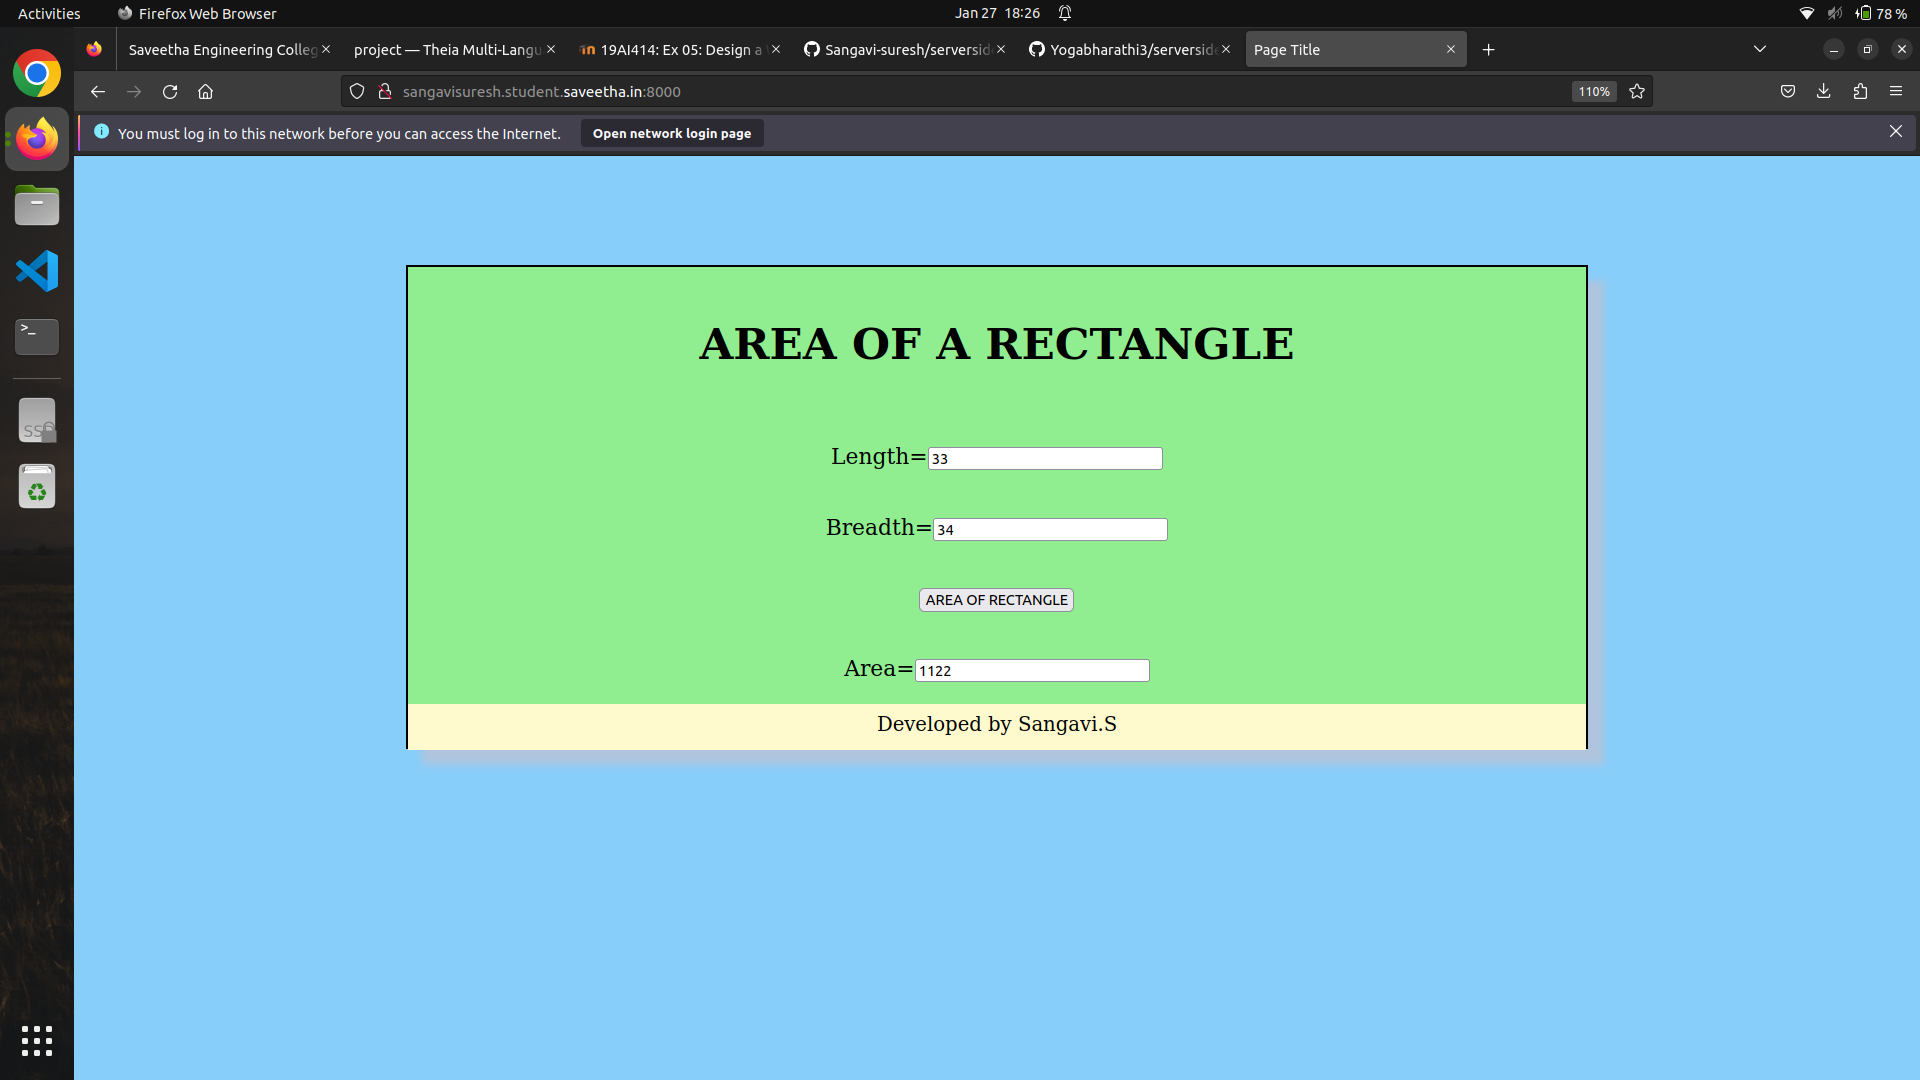 Activities
Firefox Web Browser
Jan 27 18:26
78 %
Saveetha Engineering Colleg
project — Theia Multi-Langu
19AI414: Ex 05: Design a
Sangavi-suresh/serversid
Yogabharathi3/serverside
Page Title
sangavisuresh.student.saveetha.in:8000
110%
You must log in to this network before you can access the Internet.
Open network login page
AREA OF A RECTANGLE
Length=33
Breadth=34
AREA OF RECTANGLE
Area=1122
Developed by Sangavi.S